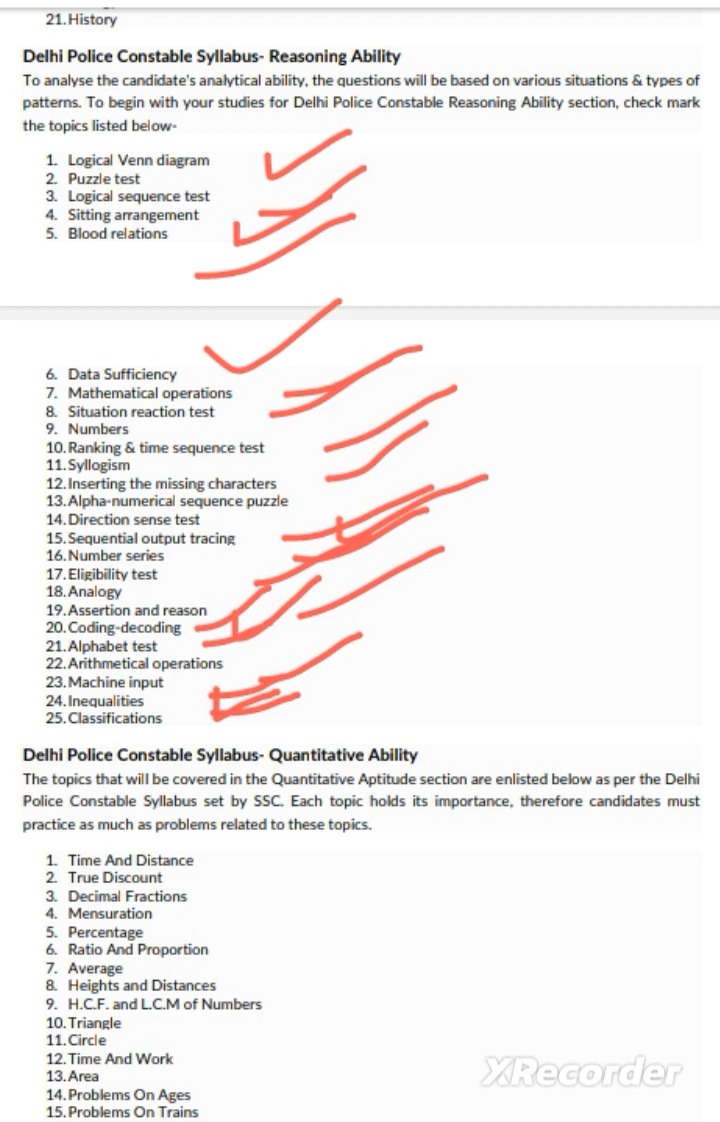 21. History
Delhi Police Constable Syllabus- Reasoning Ability
To analyse the candidate's analytical ability, the questions will be based on various situations & types of
patterns. To begin with your studies for Delhi Police Constable Reasoning Ability section, check mark
the topics listed below-
1. Logical Venn diagram
2. Puzzle test
3. Logical sequence test
4. Sitting arrangement
5. Blood relations
6. Data Sufficiency
7. Mathematical operations
8. Situation reaction test
9. Numbers
10. Ranking & time sequence test
11. Syllogism
12. Inserting the missing characters
13. Alpha-numerical sequence puzzle
14. Direction sense test
15. Sequential output tracing
16. Number series
17. Eligibility test
18. Analogy
19. Assertion and reason
20. Coding-decoding
21. Alphabet test
22. Arithmetical operations
23. Machine input
24. Inequalities
25. Classifications
Delhi Police Constable Syllabus- Quantitative Ability
The topics that will be covered in the Quantitative Aptitude section are enlisted below as per the Delhi
Police Constable Syllabus set by SSC. Each topic holds its importance, therefore candidates must
practice as much as problems related to these topics.
1. Time And Distance
2. True Discount
3. Decimal Fractions
4. Mensuration
5. Percentage
6. Ratio And Proportion
7. Average
8. Heights and Distances
9. H.C.F. and L.C.M of Numbers
10. Triangle
11. Circle
12. Time And Work
13. Area
14. Problems On Ages
15. Problems On Trains
XRecorder